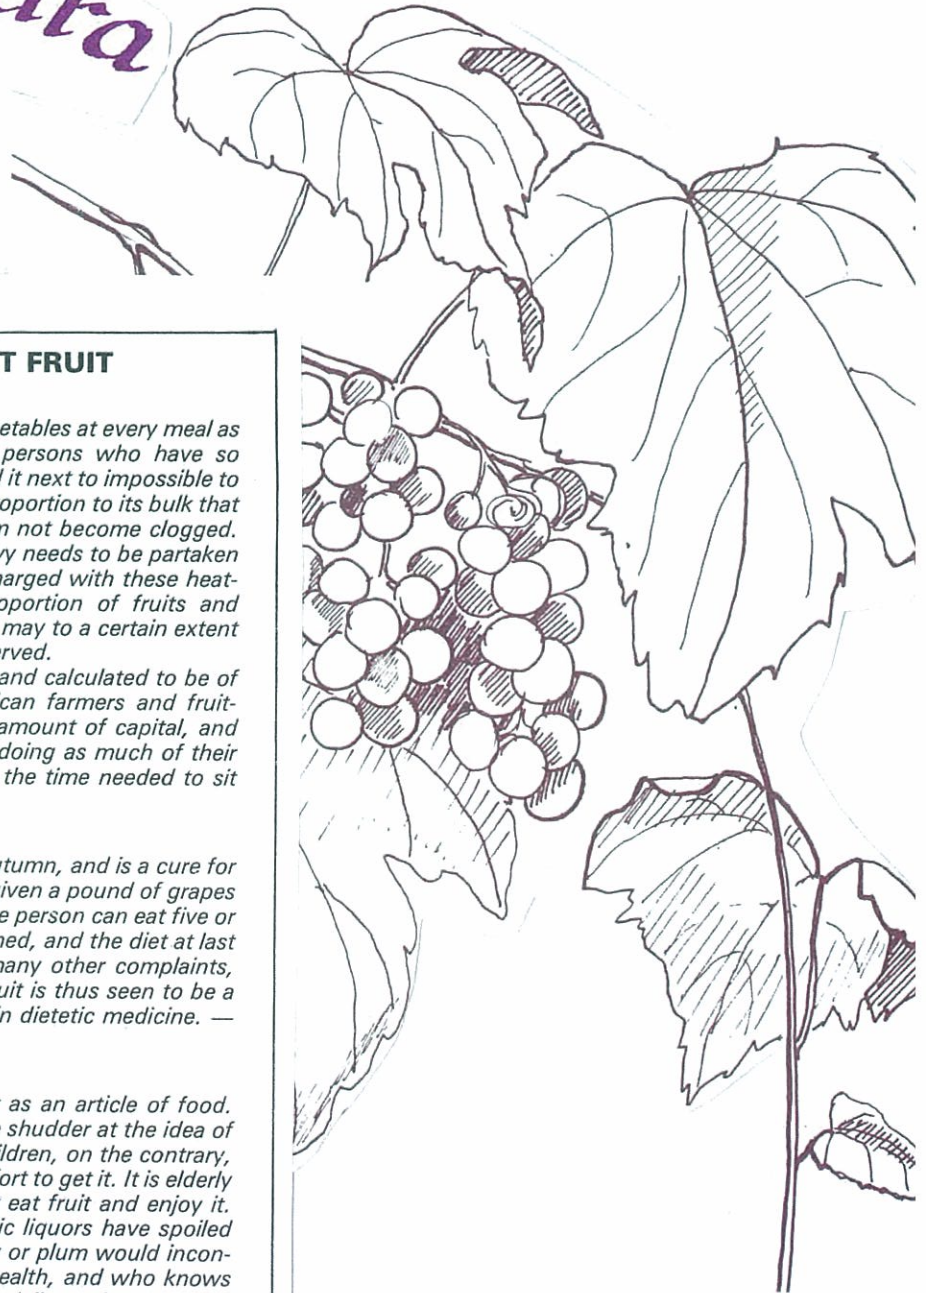 ara
T FRUIT
etables at every meal as
persons who have so
it next to impossible to
oportion to its bulk that
not become clogged.
vy needs to be partaken
arged with these heat-
oportion of fruits and
may to a certain extent
rved.
and calculated to be of
can farmers and fruit-
amount of capital, and
doing as much of their
the time needed to sit
utumn, and is a cure for
iven a pound of grapes
e person can eat five or
ned, and the diet at last
many other complaints,
uit is thus seen to be a
in dietetic medicine. —
as an article of food.
shudder at the idea of
ildren, on the contrary,
ort to get it. It is elderly
eat fruit and enjoy it.
ic liquors have spoiled
or plum would incon-
ealth, and who knows